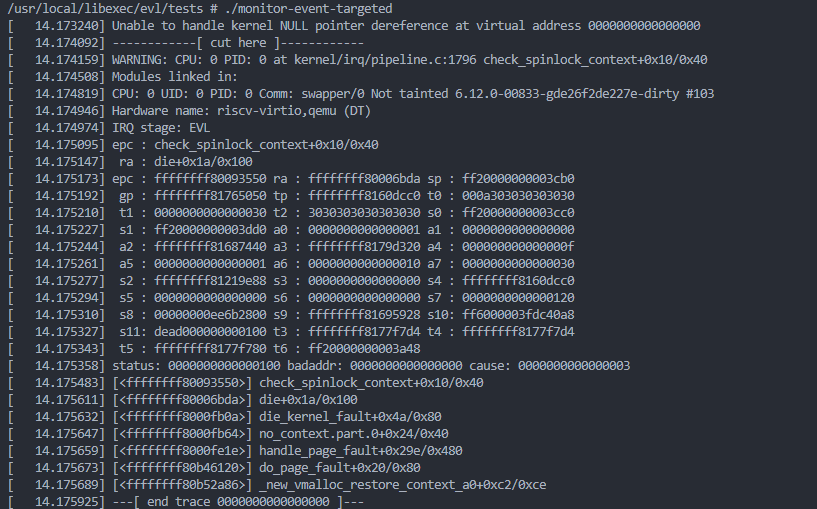 /usr/local/libexec/evl/tests # ./monitor-event-targeted
[   14.173240] Unable to handle kernel NULL pointer dereference at virtual address 0000000000000000
[   14.174092] ------------[ cut here ]------------
[   14.174159] WARNING: CPU: 0 PID: 0 at kernel/irq/pipeline.c:1796 check_spinlock_context+0x10/0x40
[   14.174508] Modules linked in:
[   14.174819] CPU: 0 UID: 0 PID: 0 Comm: swapper/0 Not tainted 6.12.0-00833-gde26f2de227e-dirty #103
[   14.174946] Hardware name: riscv-virtio,qemu (DT)
[   14.174974] IRQ stage: EVL
[   14.175095] epc : check_spinlock_context+0x10/0x40
[   14.175147]  ra : die+0x1a/0x100
[   14.175173] epc : ffffffff80093550 ra : ffffffff80006bda sp : ff20000000003cb0
[   14.175192]  gp : ffffffff81765050 tp : ffffffff8160dcc0 t0 : 000a303030303030
[   14.175210]  t1 : 0000000000000030 t2 : 3030303030303030 s0 : ff20000000003cc0
[   14.175227]  s1 : ff20000000003dd0 a0 : 0000000000000001 a1 : 0000000000000000
[   14.175244]  a2 : ffffffff81687440 a3 : ffffffff8179d320 a4 : 000000000000000f
[   14.175261]  a5 : 0000000000000001 a6 : 0000000000000010 a7 : 0000000000000030
[   14.175277]  s2 : ffffffff81219e88 s3 : 0000000000000000 s4 : ffffffff8160dcc0
[   14.175294]  s5 : 0000000000000000 s6 : 0000000000000000 s7 : 0000000000000120
[   14.175310]  s8 : 00000000ee6b2800 s9 : ffffffff81695928 s10: ff6000003fdc40a8
[   14.175327]  s11: dead000000000100 t3 : ffffffff8177f7d4 t4 : ffffffff8177f7d4
[   14.175343]  t5 : ffffffff8177f780 t6 : ff20000000003a48
[   14.175358] status: 0000000000000100 badaddr: 0000000000000000 cause: 0000000000000003
[   14.175483] [<ffffffff80093550>] check_spinlock_context+0x10/0x40
[   14.175611] [<ffffffff80006bda>] die+0x1a/0x100
[   14.175632] [<ffffffff8000fb0a>] die_kernel_fault+0x4a/0x80
[   14.175647] [<ffffffff8000fb64>] no_context.part.0+0x24/0x40
[   14.175659] [<ffffffff8000fe1e>] handle_page_fault+0x29e/0x480
[   14.175673] [<ffffffff80b46120>] do_page_fault+0x20/0x80
[   14.175689] [<ffffffff80b52a86>] _new_vmalloc_restore_context_a0+0xc2/0xce
[   14.175925] ---[ end trace 0000000000000000 ]---